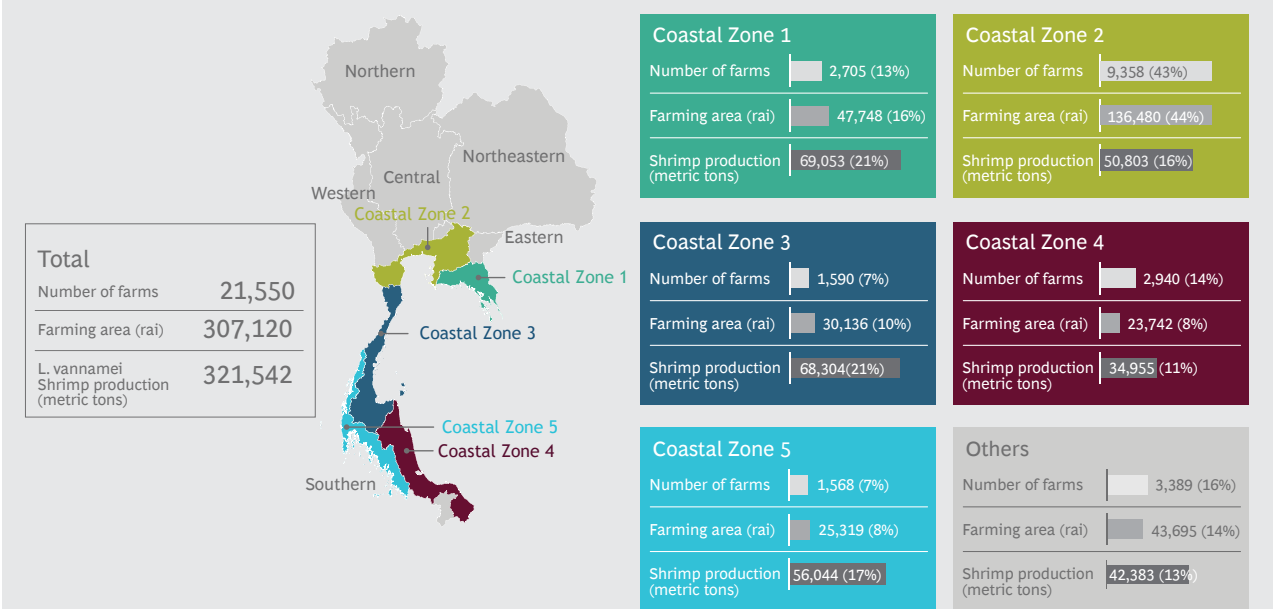 Northern
Northeastern
Central
Western
Coastal Zone 2
Eastern
Coastal Zone 1
Coastal Zone 3
Coastal Zone 5
Coastal Zone 4
Southern
Total
Number of farms 21,550
Farming area (rai) 307,120
L. vannamei
Shrimp production 321,542
(metric tons)
Coastal Zone 1
Number of farms 2,705 (13%)
Farming area (rai) 47,748 (16%)
Shrimp production 69,053 (21%)
(metric tons)
Coastal Zone 2
Number of farms 9,358 (43%)
Farming area (rai) 136,480 (44%)
Shrimp production 50,803 (16%)
(metric tons)
Coastal Zone 3
Number of farms 1,590 (7%)
Farming area (rai) 30,136 (10%)
Shrimp production 68,304(21%)
(metric tons)
Coastal Zone 4
Number of farms 2,940 (14%)
Farming area (rai) 23,742 (8%)
Shrimp production 34,955 (11%)
(metric tons)
Coastal Zone 5
Number of farms 1,568 (7%)
Farming area (rai) 25,319 (8%)
Shrimp production 56,044 (17%)
(metric tons)
Others
Number of farms 3,389 (16%)
Farming area (rai) 43,695 (14%)
Shrimp production 42,383 (13%)
(metric tons)